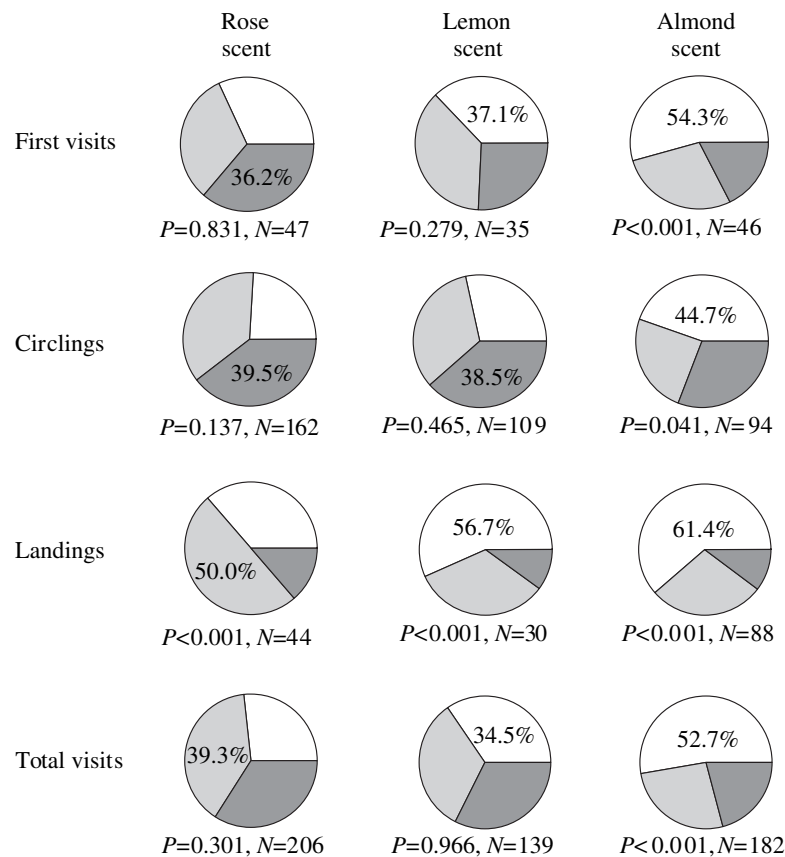 Rose scent
Lemon scent
Almond scent
First visits
36.2%
37.1%
54.3%
P=0.831, N=47
P=0.279, N=35
P<0.001, N=46
Circlings
39.5%
38.5%
44.7%
P=0.137, N=162
P=0.465, N=109
P=0.041, N=94
Landings
50.0%
56.7%
61.4%
P<0.001, N=44
P<0.001, N=30
P<0.001, N=88
Total visits
39.3%
34.5%
52.7%
P=0.301, N=206
P=0.966, N=139
P<0.001, N=182